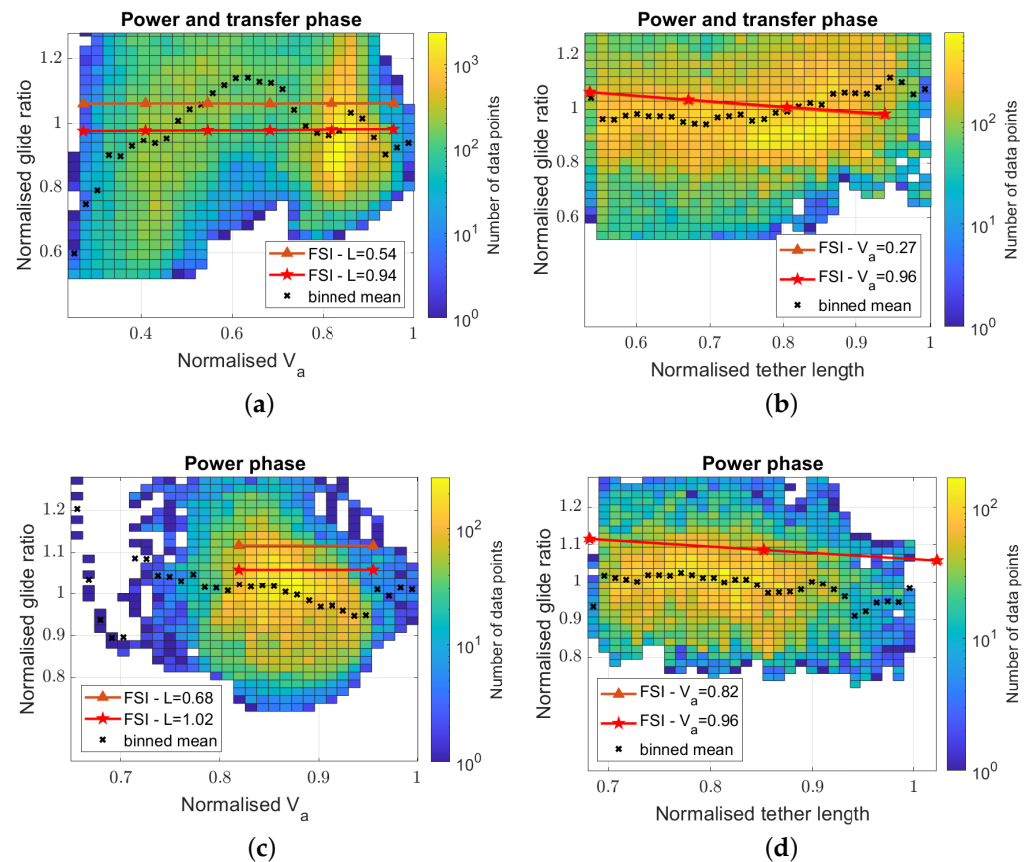 Power and transfer phase
1.2
1
0.8
0.6
Normalised glide ratio
0.4
0.6
0.8
1
Normalised V_a
FSI - L=0.54
FSI - L=0.94
binned mean
10^3
10^2
10^1
10^0
Number of data points
(a)
Power and transfer phase
1.2
1
0.8
0.6
Normalised glide ratio
0.6
0.7
0.8
0.9
1
Normalised tether length
FSI - V_a=0.27
FSI - V_a=0.96
binned mean
10^2
10^1
10^0
Number of data points
(b)
Power phase
1.2
1.1
1
0.9
0.8
Normalised glide ratio
0.7
0.8
0.9
1
Normalised V_a
FSI - L=0.68
FSI - L=1.02
binned mean
10^2
10^1
10^0
Number of data points
(c)
Power phase
1.2
1.1
1
0.9
0.8
Normalised glide ratio
0.7
0.8
0.9
1
Normalised tether length
FSI - V_a=0.82
FSI - V_a=0.96
binned mean
10^2
10^1
10^0
Number of data points
(d)